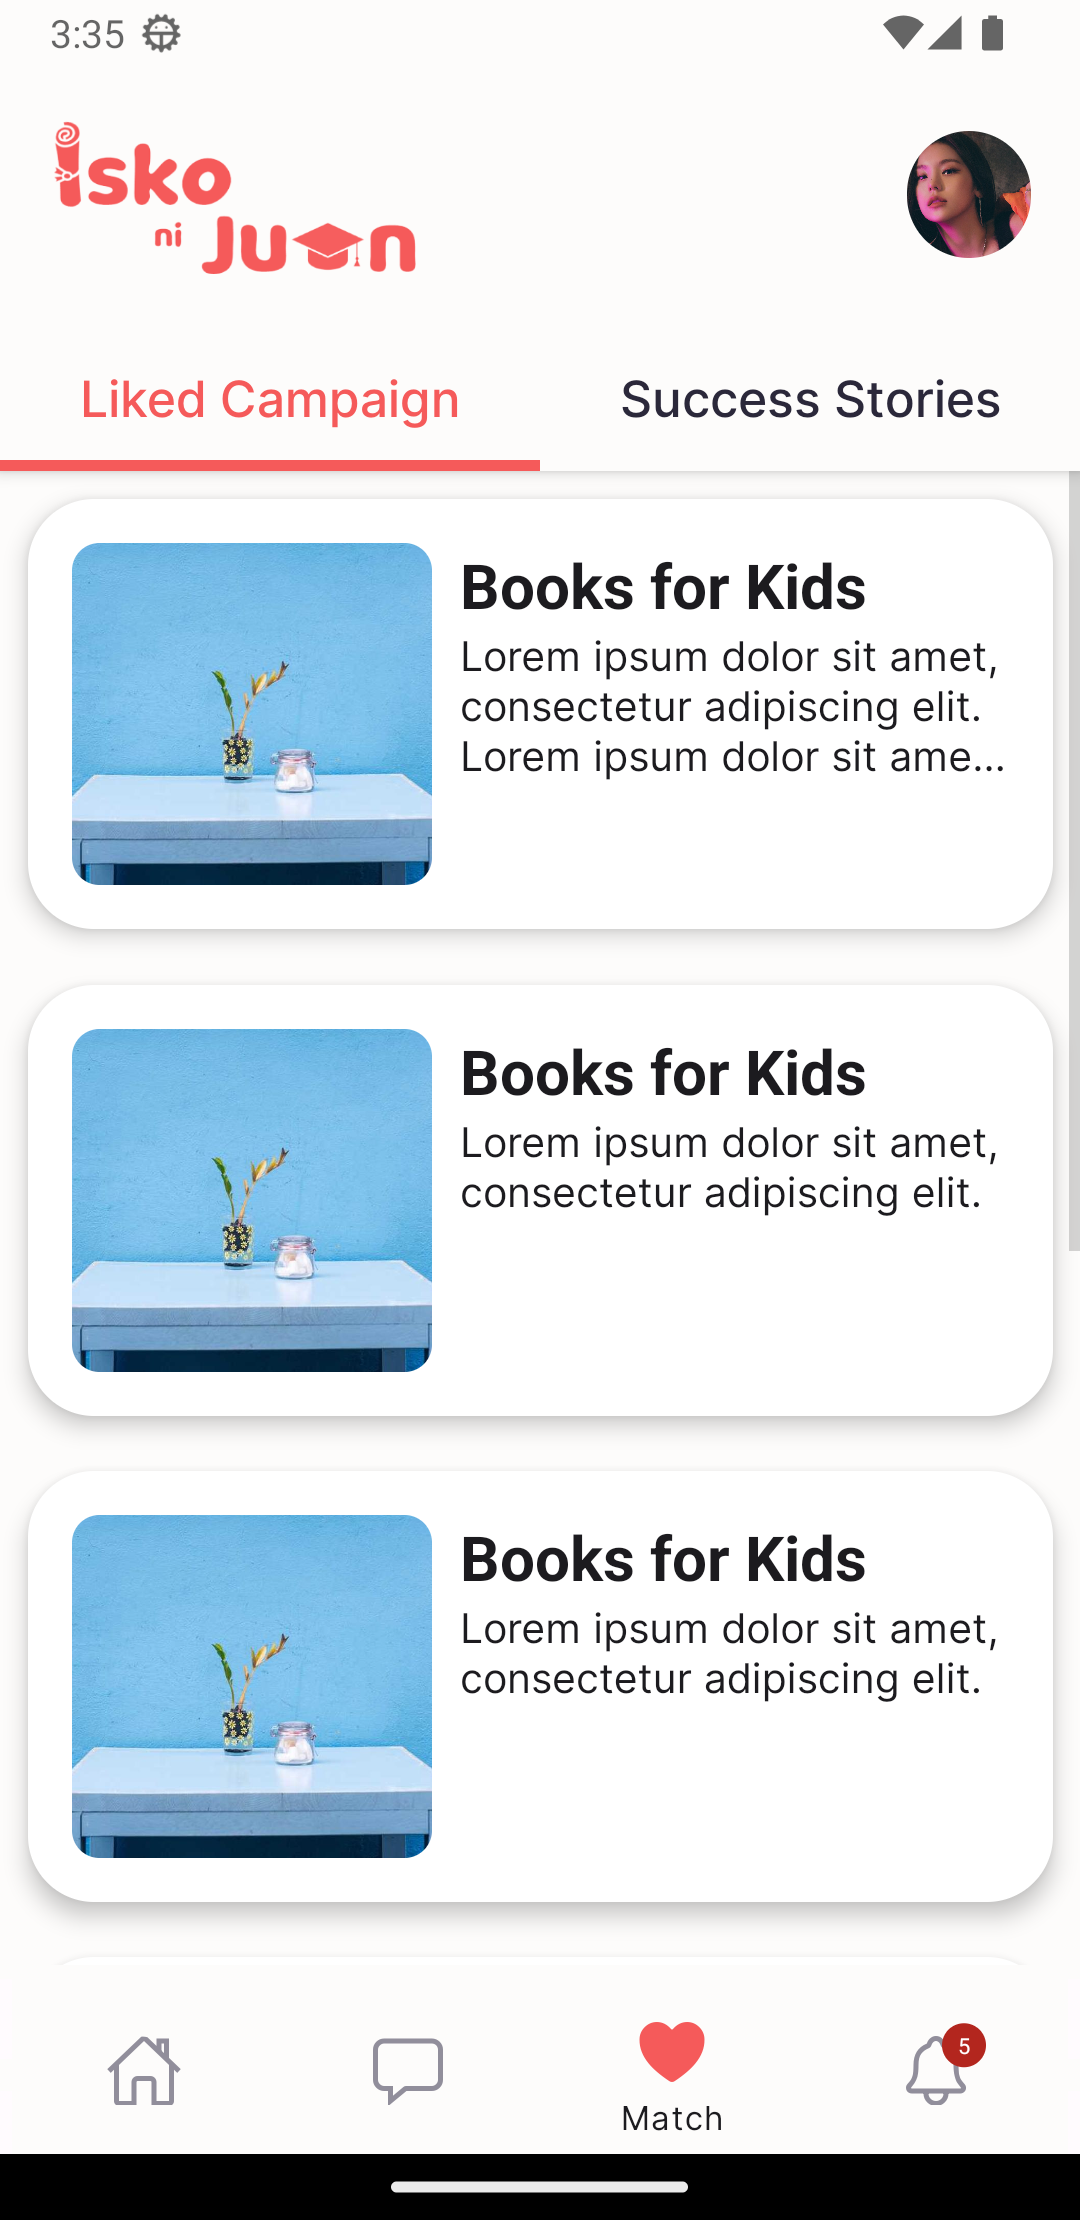 3:35
Isko
ni Juan
Liked Campaign
Success Stories
Books for Kids
Lorem ipsum dolor sit amet,
consectetur adipiscing elit.
Lorem ipsum dolor sit ame...
Books for Kids
Lorem ipsum dolor sit amet,
consectetur adipiscing elit.
Books for Kids
Lorem ipsum dolor sit amet,
consectetur adipiscing elit.
5
Match